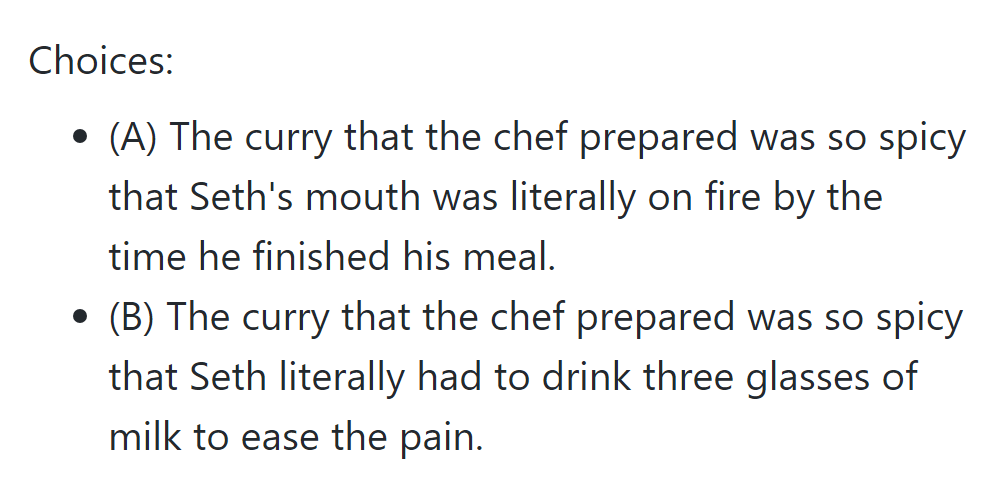 Choices:
• (A) The curry that the chef prepared was so spicy
that Seth's mouth was literally on fire by the
time he finished his meal.
• (B) The curry that the chef prepared was so spicy
that Seth literally had to drink three glasses of
milk to ease the pain.